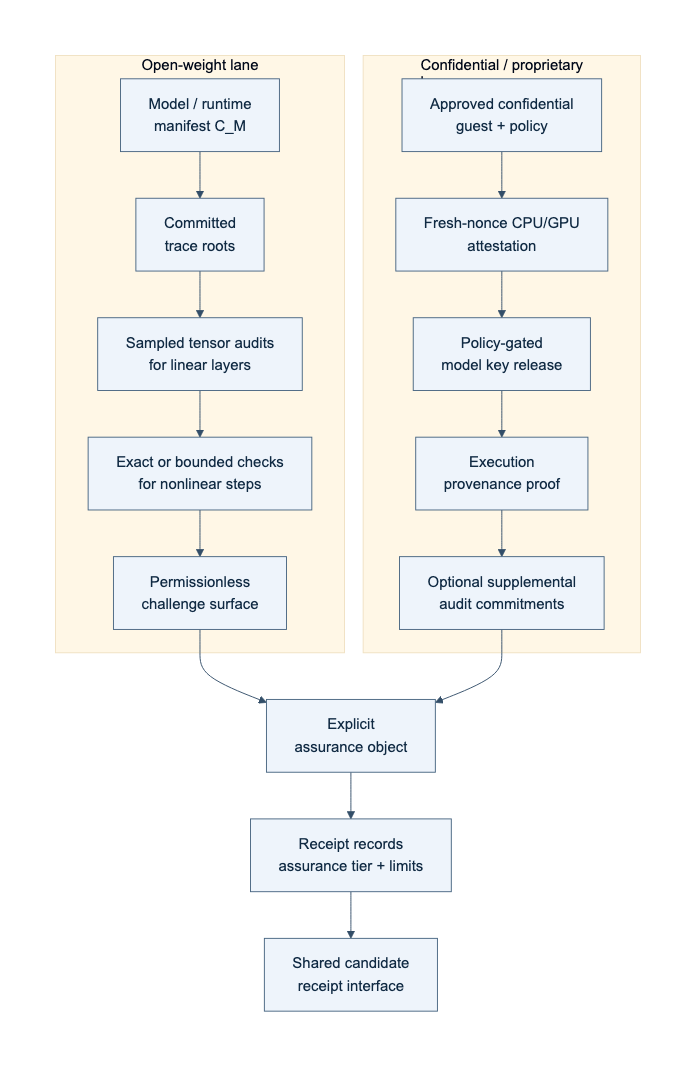 Open-weight lane
Model / runtime
manifest C_M
Committed
trace roots
Sampled tensor audits
for linear layers
Exact or bounded checks
for nonlinear steps
Permissionless
challenge surface
Confidential / proprietary
Approved confidential
guest + policy
Fresh-nonce CPU/GPU
attestation
Policy-gated
model key release
Execution
provenance proof
Optional supplemental
audit commitments
Explicit
assurance object
Receipt records
assurance tier + limits
Shared candidate
receipt interface